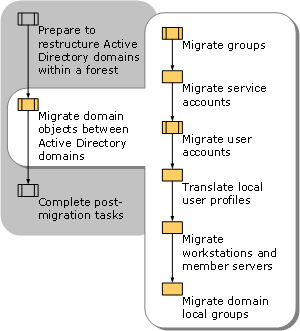 Prepare to
restructure Active
Directory domains
within a forest
Migrate domain
objects between
Active Directory
domains
Complete post-
migration tasks
Migrate groups
Migrate service
accounts
Migrate user
accounts
Translate local
user profiles
Migrate
workstations and
member servers
Migrate domain
local groups